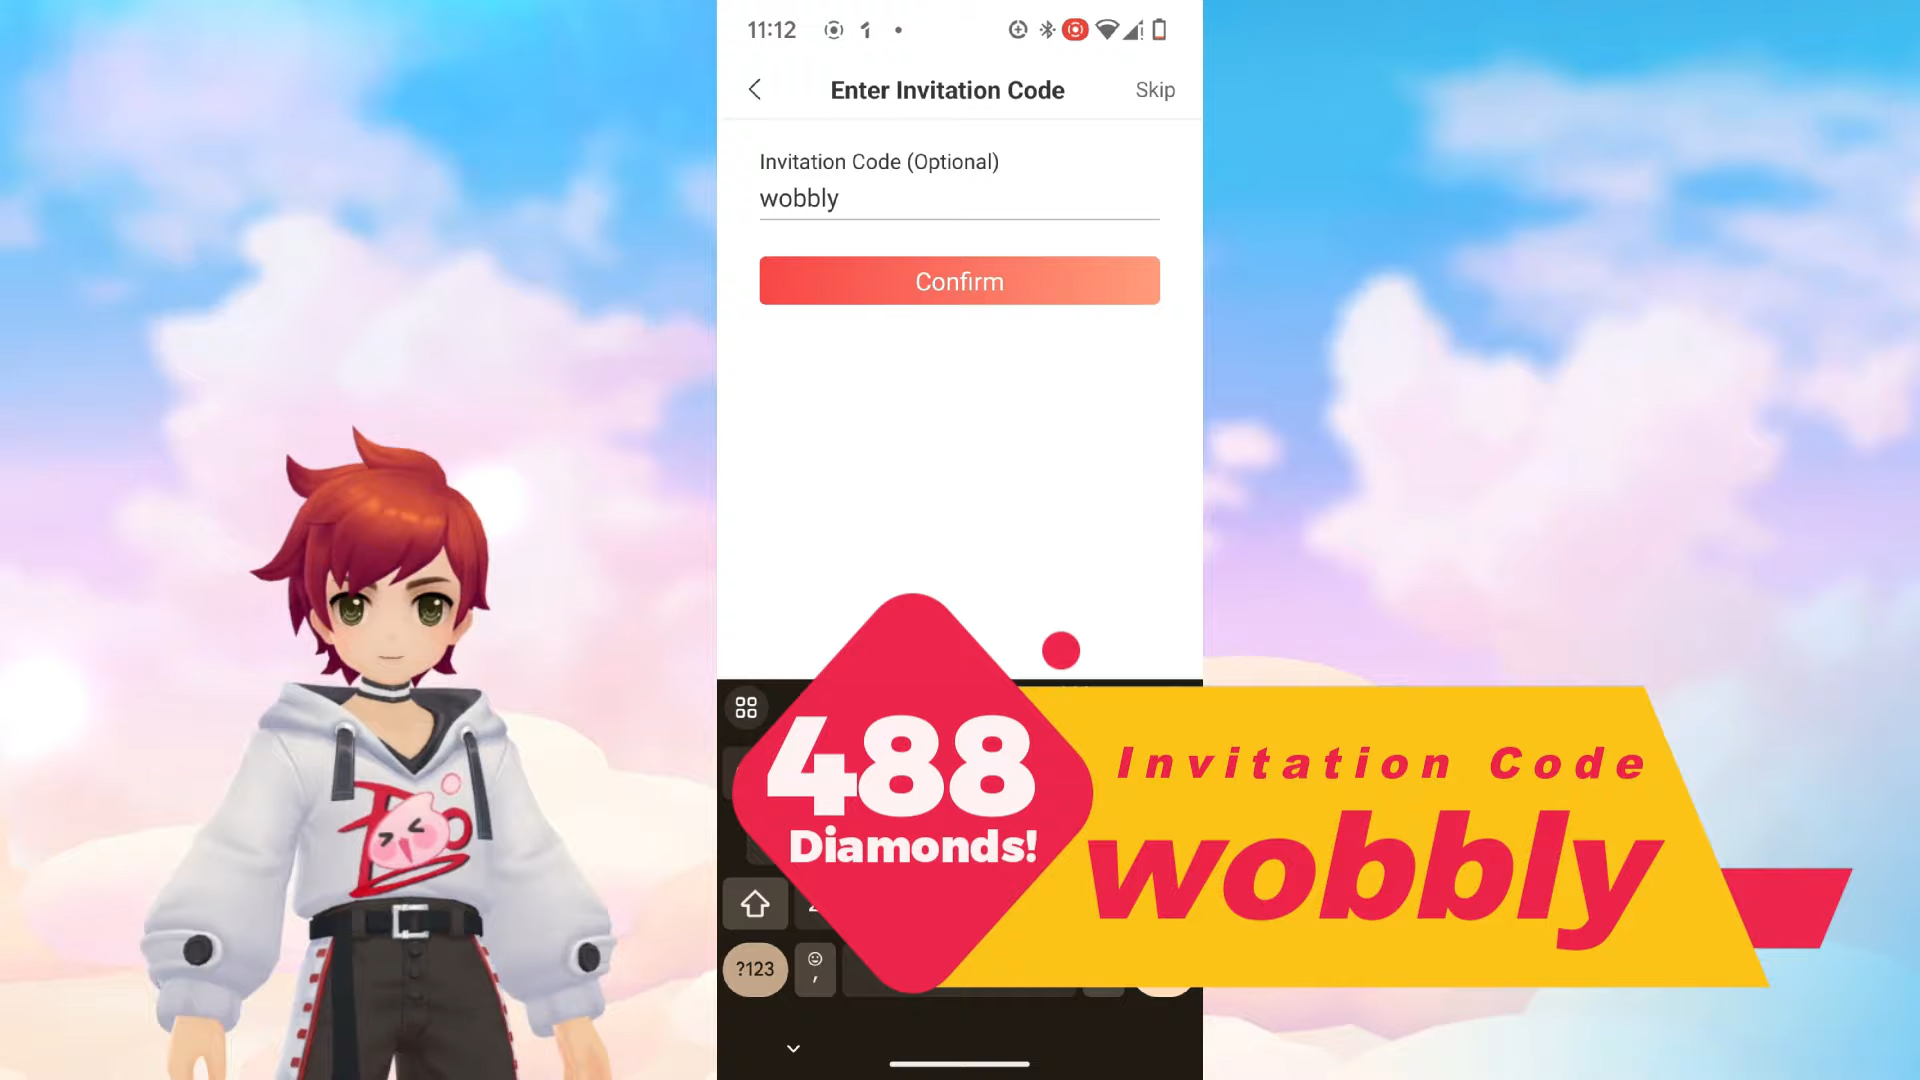 11:12
Enter Invitation Code
Skip
Invitation Code (Optional)
wobbly
Confirm
488
Diamonds!
Invitation Code
wobbly
?123